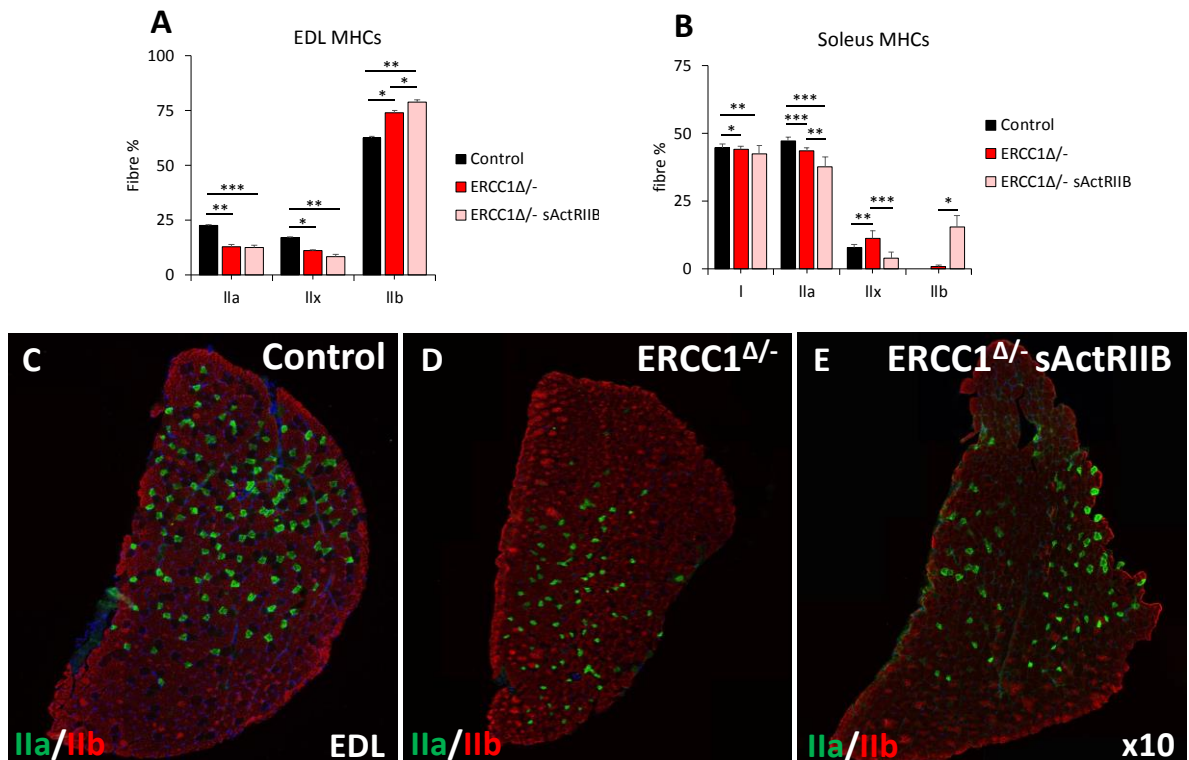 A
EDL MHCs
Fibre %
100
75
50
25
0
**
*
*
***
**
**
*
IIa
IIx
IIb
Control
ERCC1Δ/-
ERCC1Δ/- sActRIIB
B
Soleus MHCs
fibre %
75
50
25
0
**
*
***
***
**
***
**
*
I
IIa
IIx
IIb
Control
ERCC1Δ/-
ERCC1Δ/- sActRIIB
C
Control
IIa/IIb
EDL
D
ERCC1Δ/-
IIa/IIb
E
ERCC1Δ/- sActRIIB
IIa/IIb
x10